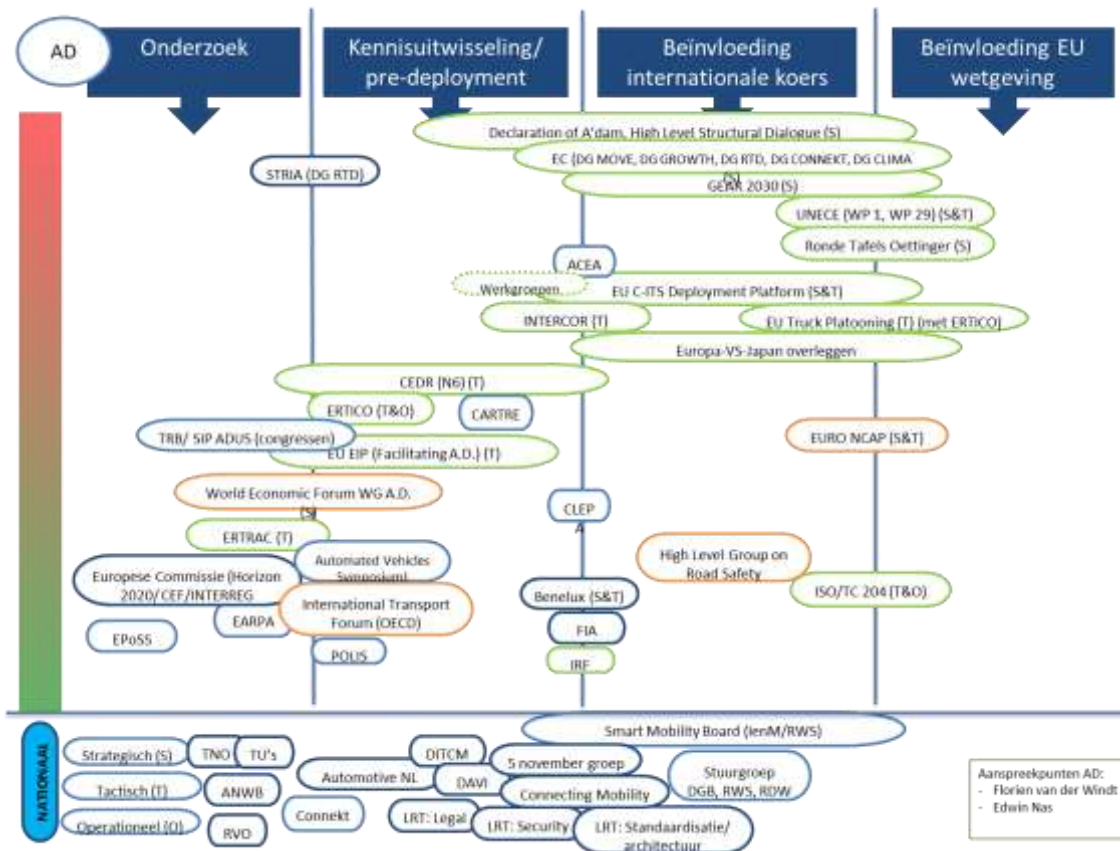 AD
Onderzoek
Kennisuitwisseling/
pre-deployment
Beïnvloeding
internationale koers
Beïnvloeding EU
wetgeving
Declaration of A'dam, High Level Structural Dialogue (S)
EC (DG MOVE, DG GROWTH, DG RTD, DG CONNEKT, DG CLIMA
(S)
STRIA (DG RTD)
GEAR 2030 (S)
UNECE (WP 1, WP 29) (S&T)
Ronde Tafels Oettinger (S)
ACEA
Werkgroepen
EU C-ITS Deployment Platform (S&T)
INTERCOR (T)
EU Truck Platooning (T) (met ERTICO)
Europa-VS-Japan overleggen
CEDR (N6) (T)
ERTICO (T&O)
CARTRE
TRB/ SIP ADUS (congressen)
EURO NCAP (S&T)
EU EIP (Facilitating A.D.) (T)
World Economic Forum WG A.D.
(S)
CLEP
A
ERTRAC (T)
High Level Group on
Road Safety
Automated Vehicles
Symposium)
Europese Commissie (Horizon
2020/ CEF/INTERREG
ISO/TC 204 (T&O)
Benelux (S&T)
International Transport
Forum (OECD)
EARPA
FIA
EPoSS
POLIS
IRF
NATIONAAL
Smart Mobility Board (IenM/RWS)
Strategisch (S)
TNO
TU's
DITCM
5 november groep
Stuurgroep
DGB, RWS, RDW
Automotive NL
DAVI
Tactisch (T)
ANWB
Connecting Mobility
Connekt
LRT: Legal
Operationeel (O)
RVO
LRT: Security
LRT: Standaardisatie/
architectuur
Aanspreekpunten AD:
- Florien van der Windt
- Edwin Nas